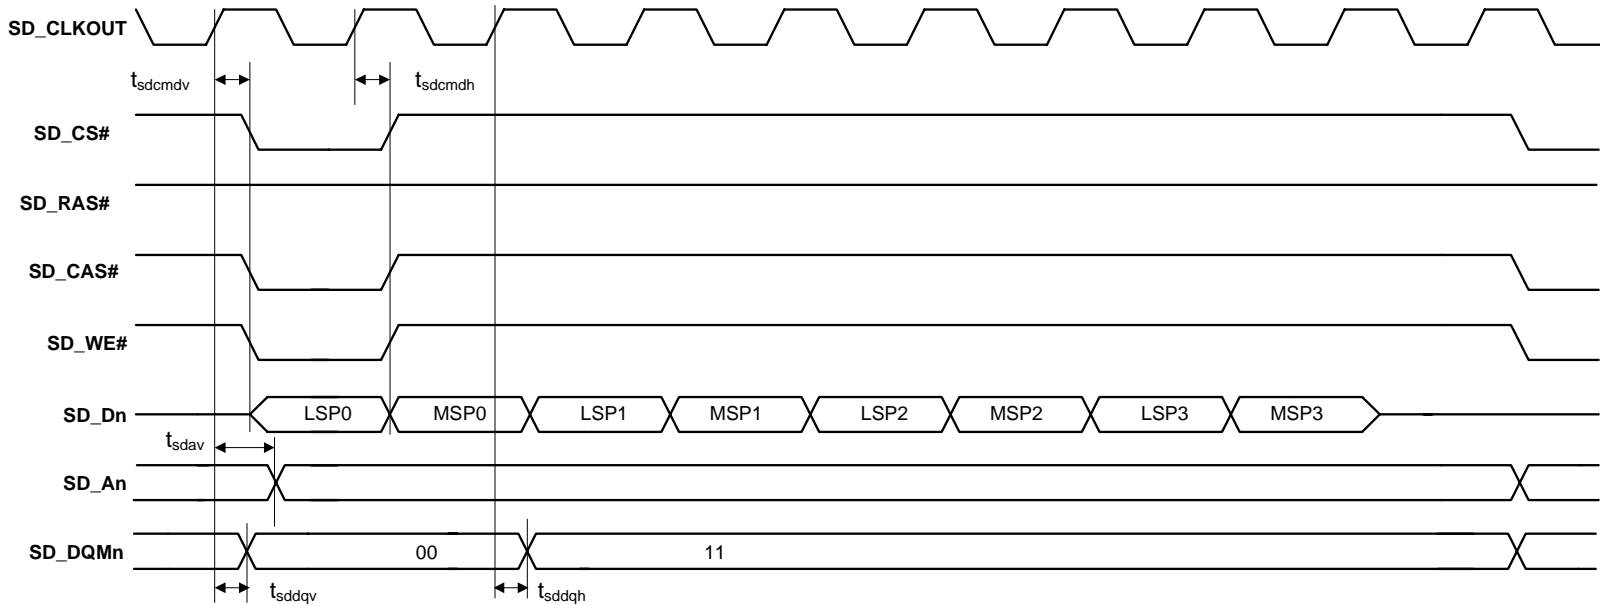 SD_CLKOUT
tsdcmdv
tsdcmdh
SD_CS#
SD_RAS#
SD_CAS#
SD_WE#
SD_Dn LSP0 MSP0 LSP1 MSP1 LSP2 MSP2 LSP3 MSP3
tsdav
SD_An
SD_DQMn 00 11
tsddqv
tsddqh